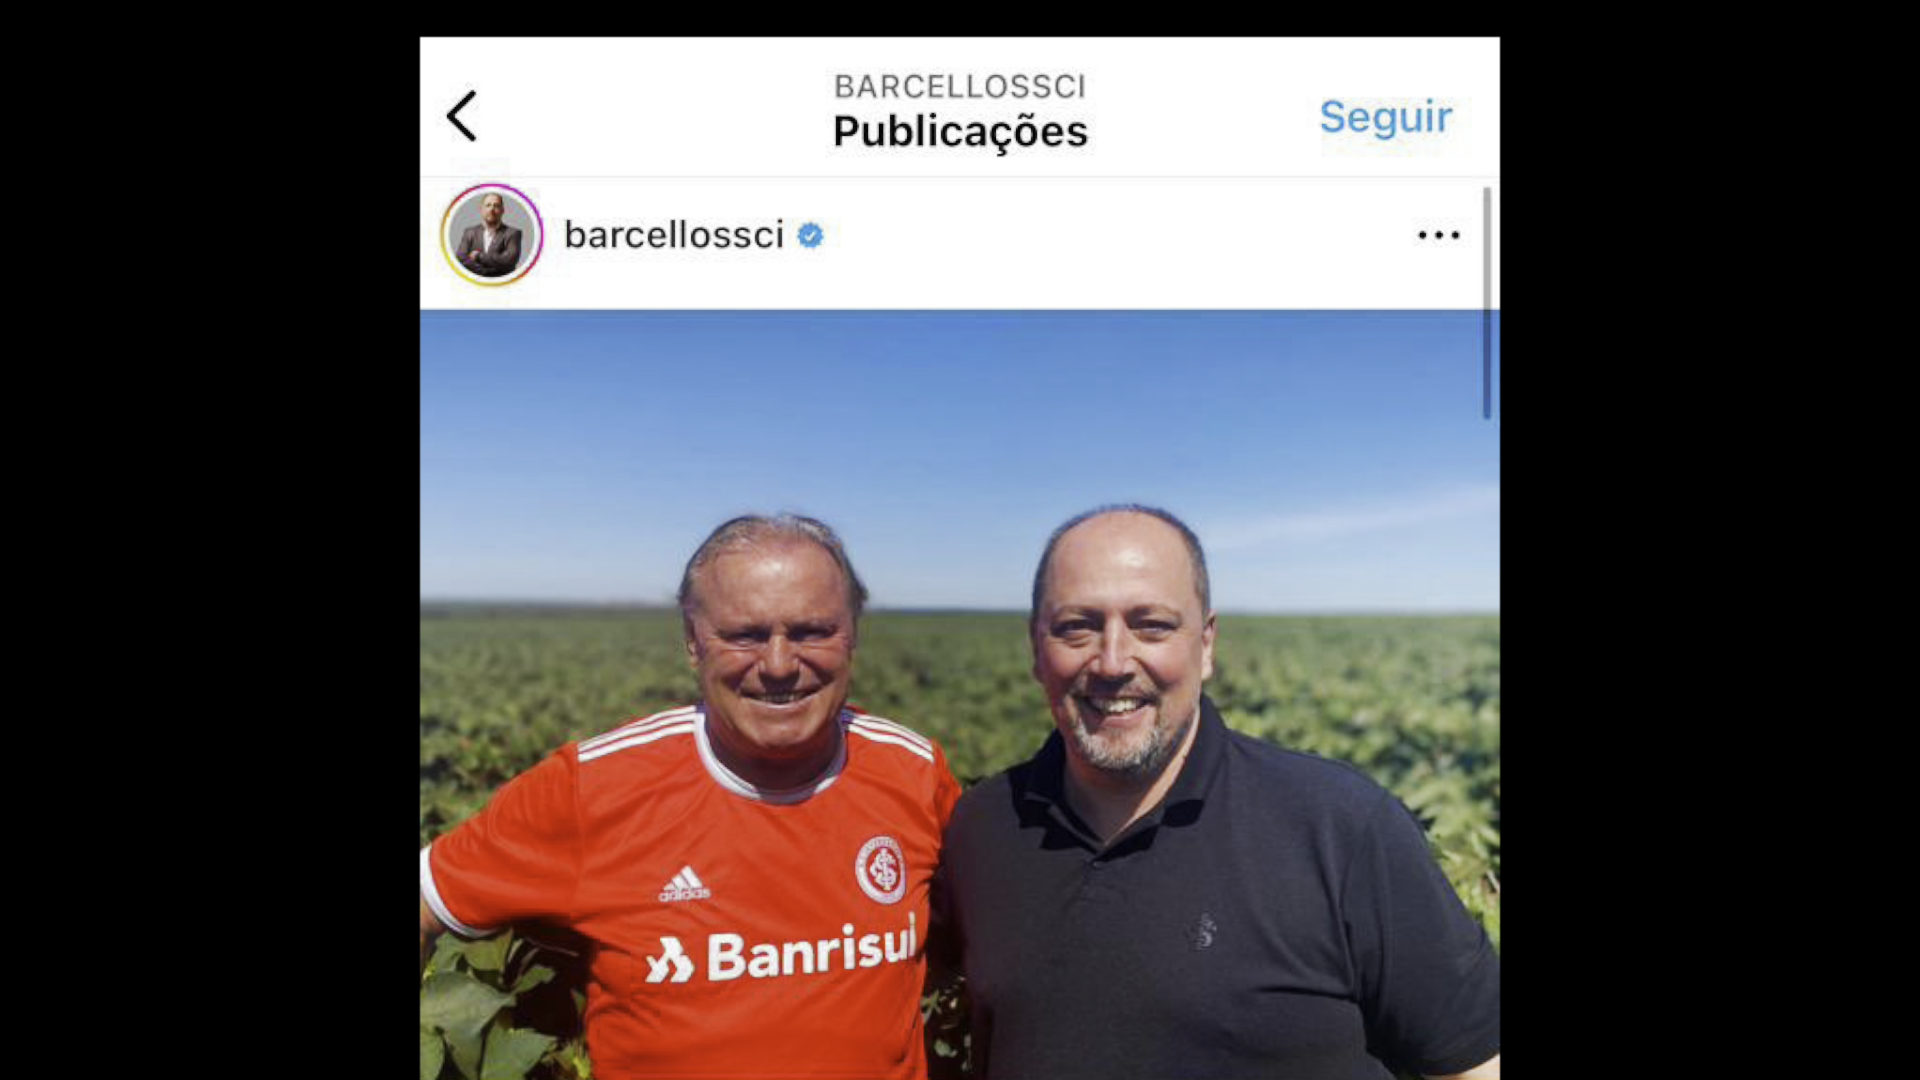 BARCELLOSSCI
Publicações
Seguir
barcellossci
adidas
Banrisul